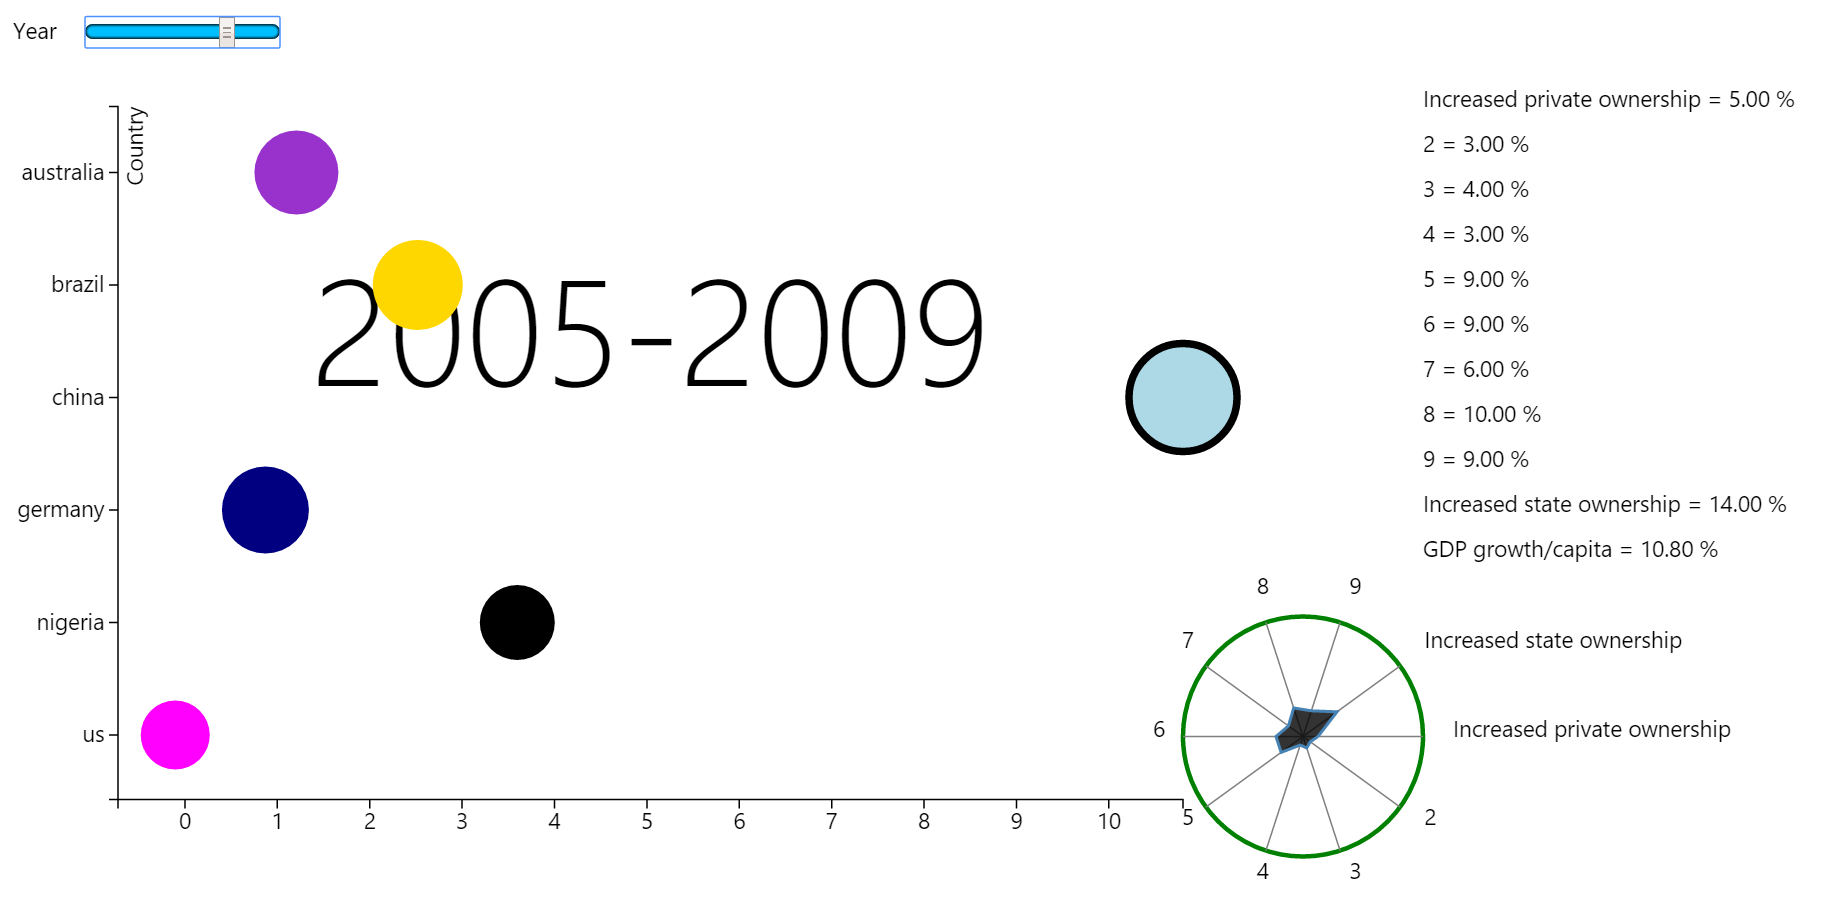 Year
Country
australia
brazil
china
germany
nigeria
us
2005-2009
0 1 2 3 4 5 6 7 8 9 10
Increased private ownership = 5.00 %
2 = 3.00 %
3 = 4.00 %
4 = 3.00 %
5 = 9.00 %
6 = 9.00 %
7 = 6.00 %
8 = 10.00 %
9 = 9.00 %
Increased state ownership = 14.00 %
GDP growth/capita = 10.80 %
8 9
7 Increased state ownership
6 Increased private ownership
5 2
4 3